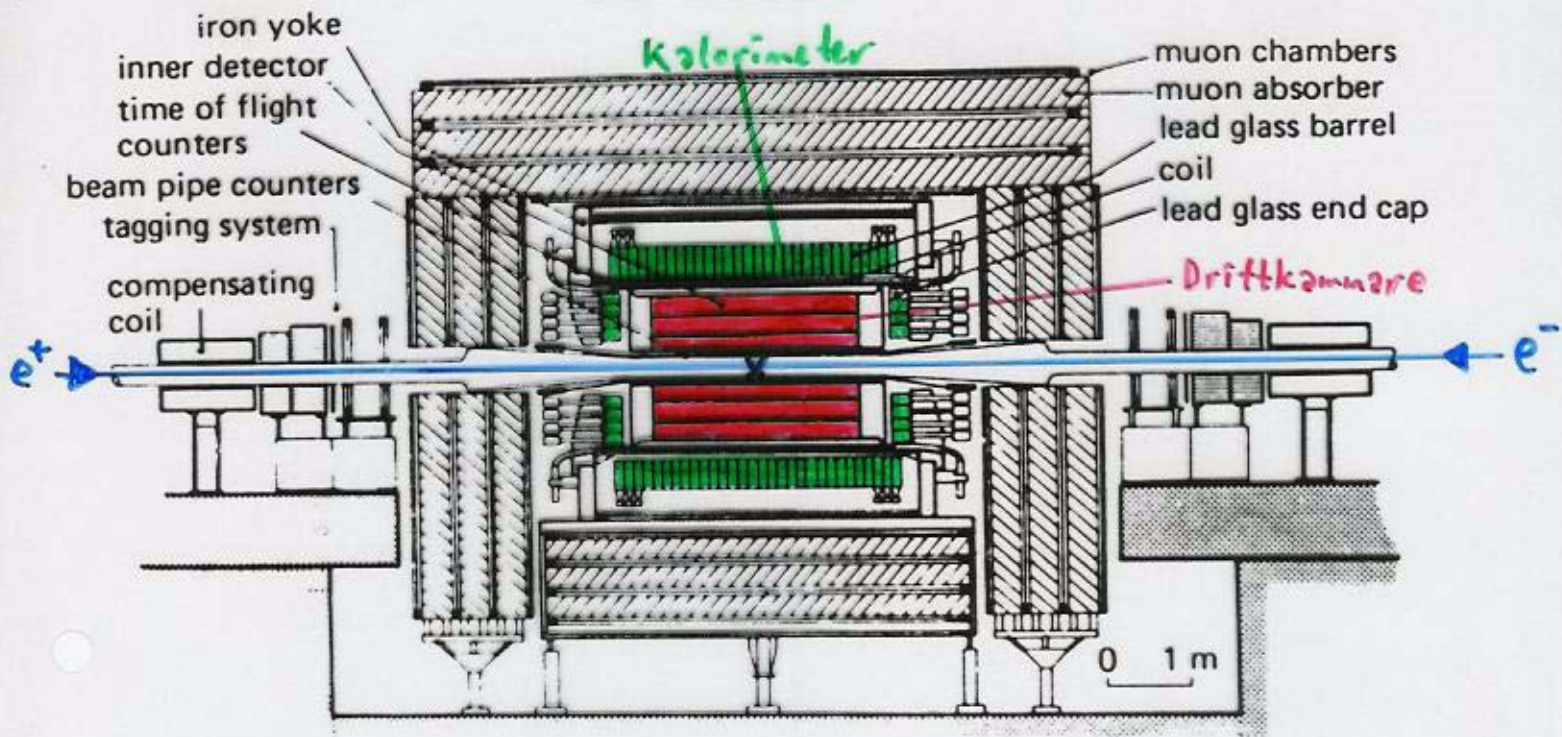 iron yoke
inner detector
time of flight
counters
beam pipe counters
tagging system
compensating
coil
Kalorimeter
muon chambers
muon absorber
lead glass barrel
coil
lead glass end cap
Driftkammare
e+
e-
0 1 m